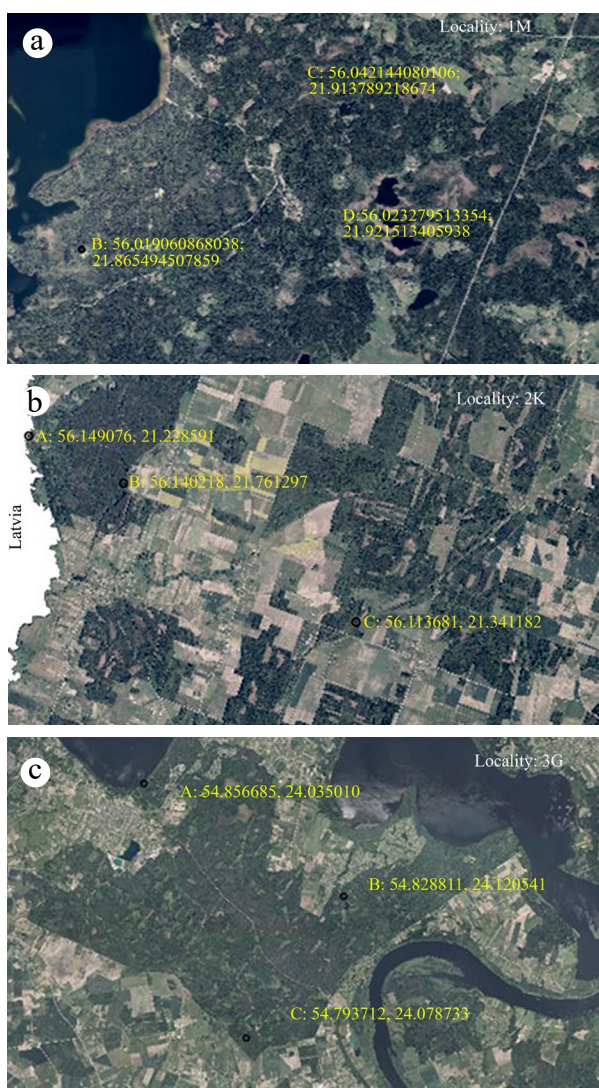 a
Locality: 1M
C: 56.042144080106;
21.913789218674
D:56.023279513354;
21.921513405938
B: 56.019060868038;
21.865494507859
b
Locality: 2K
A: 56.149076, 21.228591
B: 56.140218, 21.761297
Latvia
C: 56.113681, 21.341182
c
Locality: 3G
A: 54.856685, 24.035010
B: 54.828811, 24.120541
C: 54.793712, 24.078733